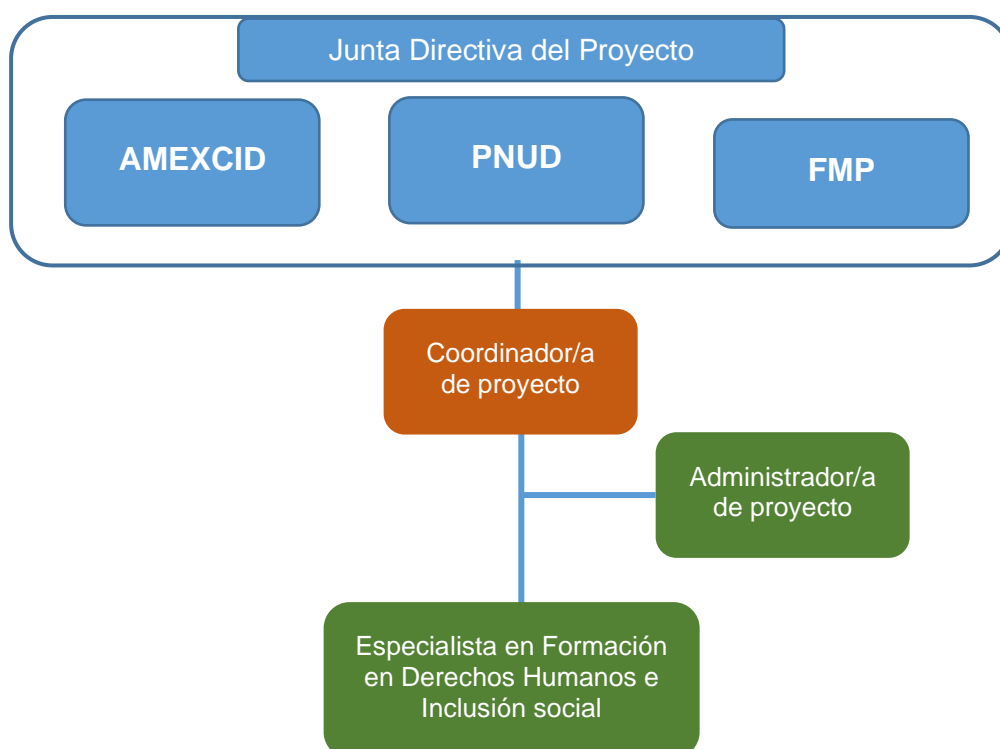 Junta Directiva del Proyecto
AMEXCID
PNUD
FMP
Coordinador/a
de proyecto
Administrador/a
de proyecto
Especialista en Formación
en Derechos Humanos e
Inclusión social